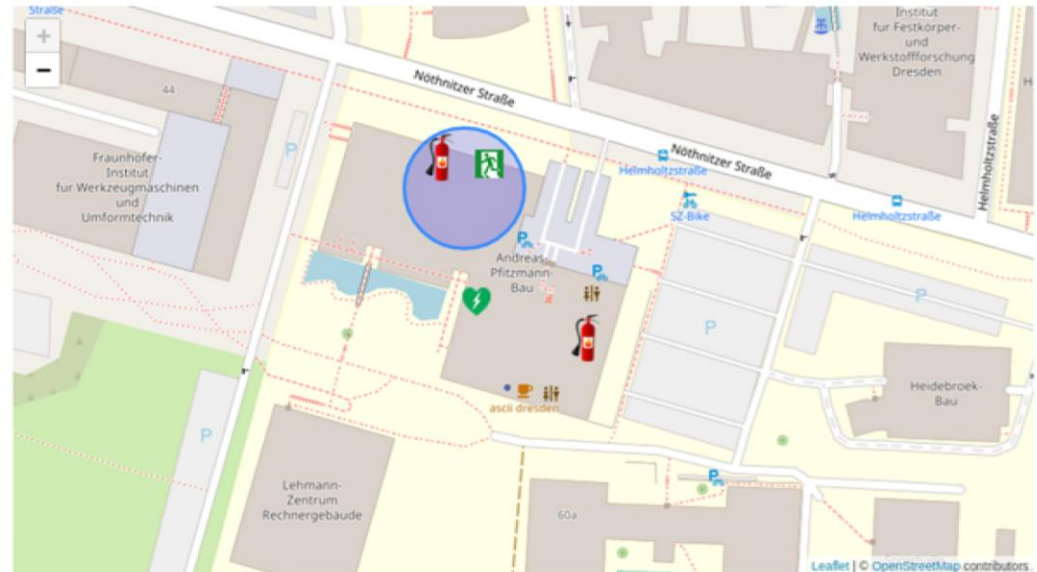 Straße
+
−
44
Nöthnitzer Straße
Institut
für Festkörper-
und
Werkstoffforschung
Dresden
H
Fraunhofer-
Institut
für Werkzeugmaschinen
und
Umformtechnik
P
Helmholtzstraße
Nöthnitzer Straße
SZ-Bike
Helmholtzstraße
Helmholtzstraße
P
Andreas-
Pfitzmann-
Bau
P
P
P
Heidebroek-
Bau
ascii dresden
P
Lehmann-
Zentrum
Rechnergebäude
P
60a
Leaflet | © OpenStreetMap contributors